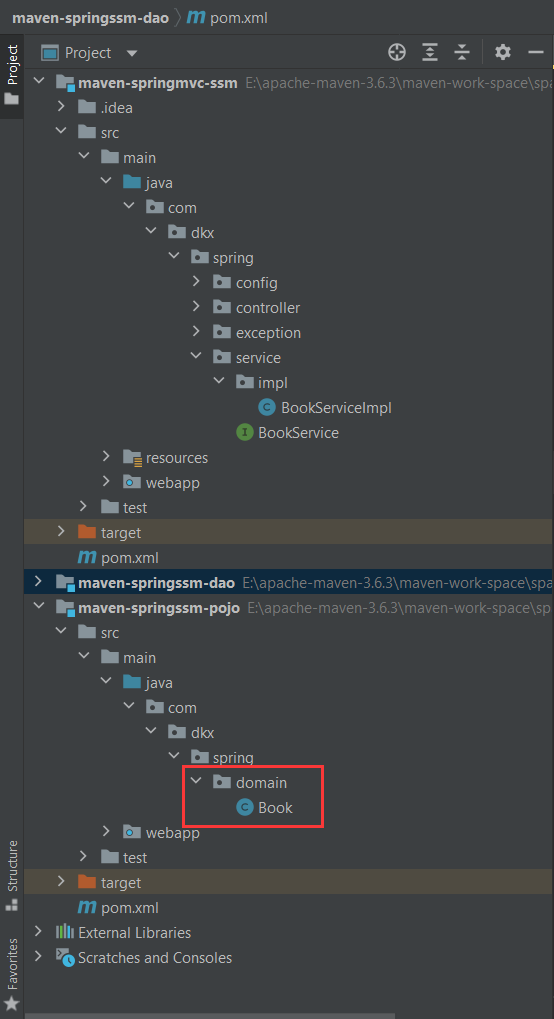 maven-springssm-dao pom.xml
Project
Project
maven-springmvc-ssm E:\apache-maven-3.6.3\maven-work-space\spa
.idea
src
main
java
com
dkx
spring
config
controller
exception
service
impl
BookServiceImpl
BookService
resources
webapp
test
target
pom.xml
maven-springssm-dao E:\apache-maven-3.6.3\maven-work-space\spa
maven-springssm-pojo E:\apache-maven-3.6.3\maven-work-space\sp
src
main
java
com
dkx
spring
domain
Book
webapp
test
target
pom.xml
External Libraries
Scratches and Consoles
Structure
Favorites